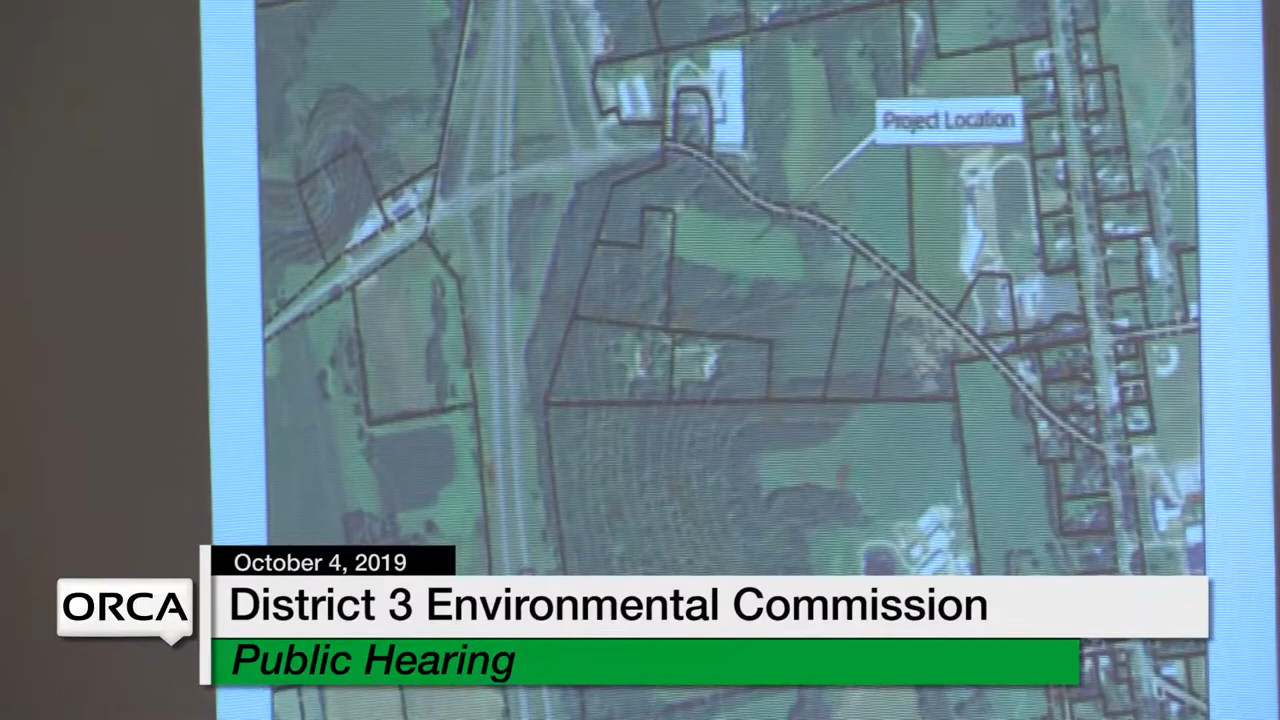 Project Location
October 4, 2019
District 3 Environmental Commission
ORCA
Public Hearing